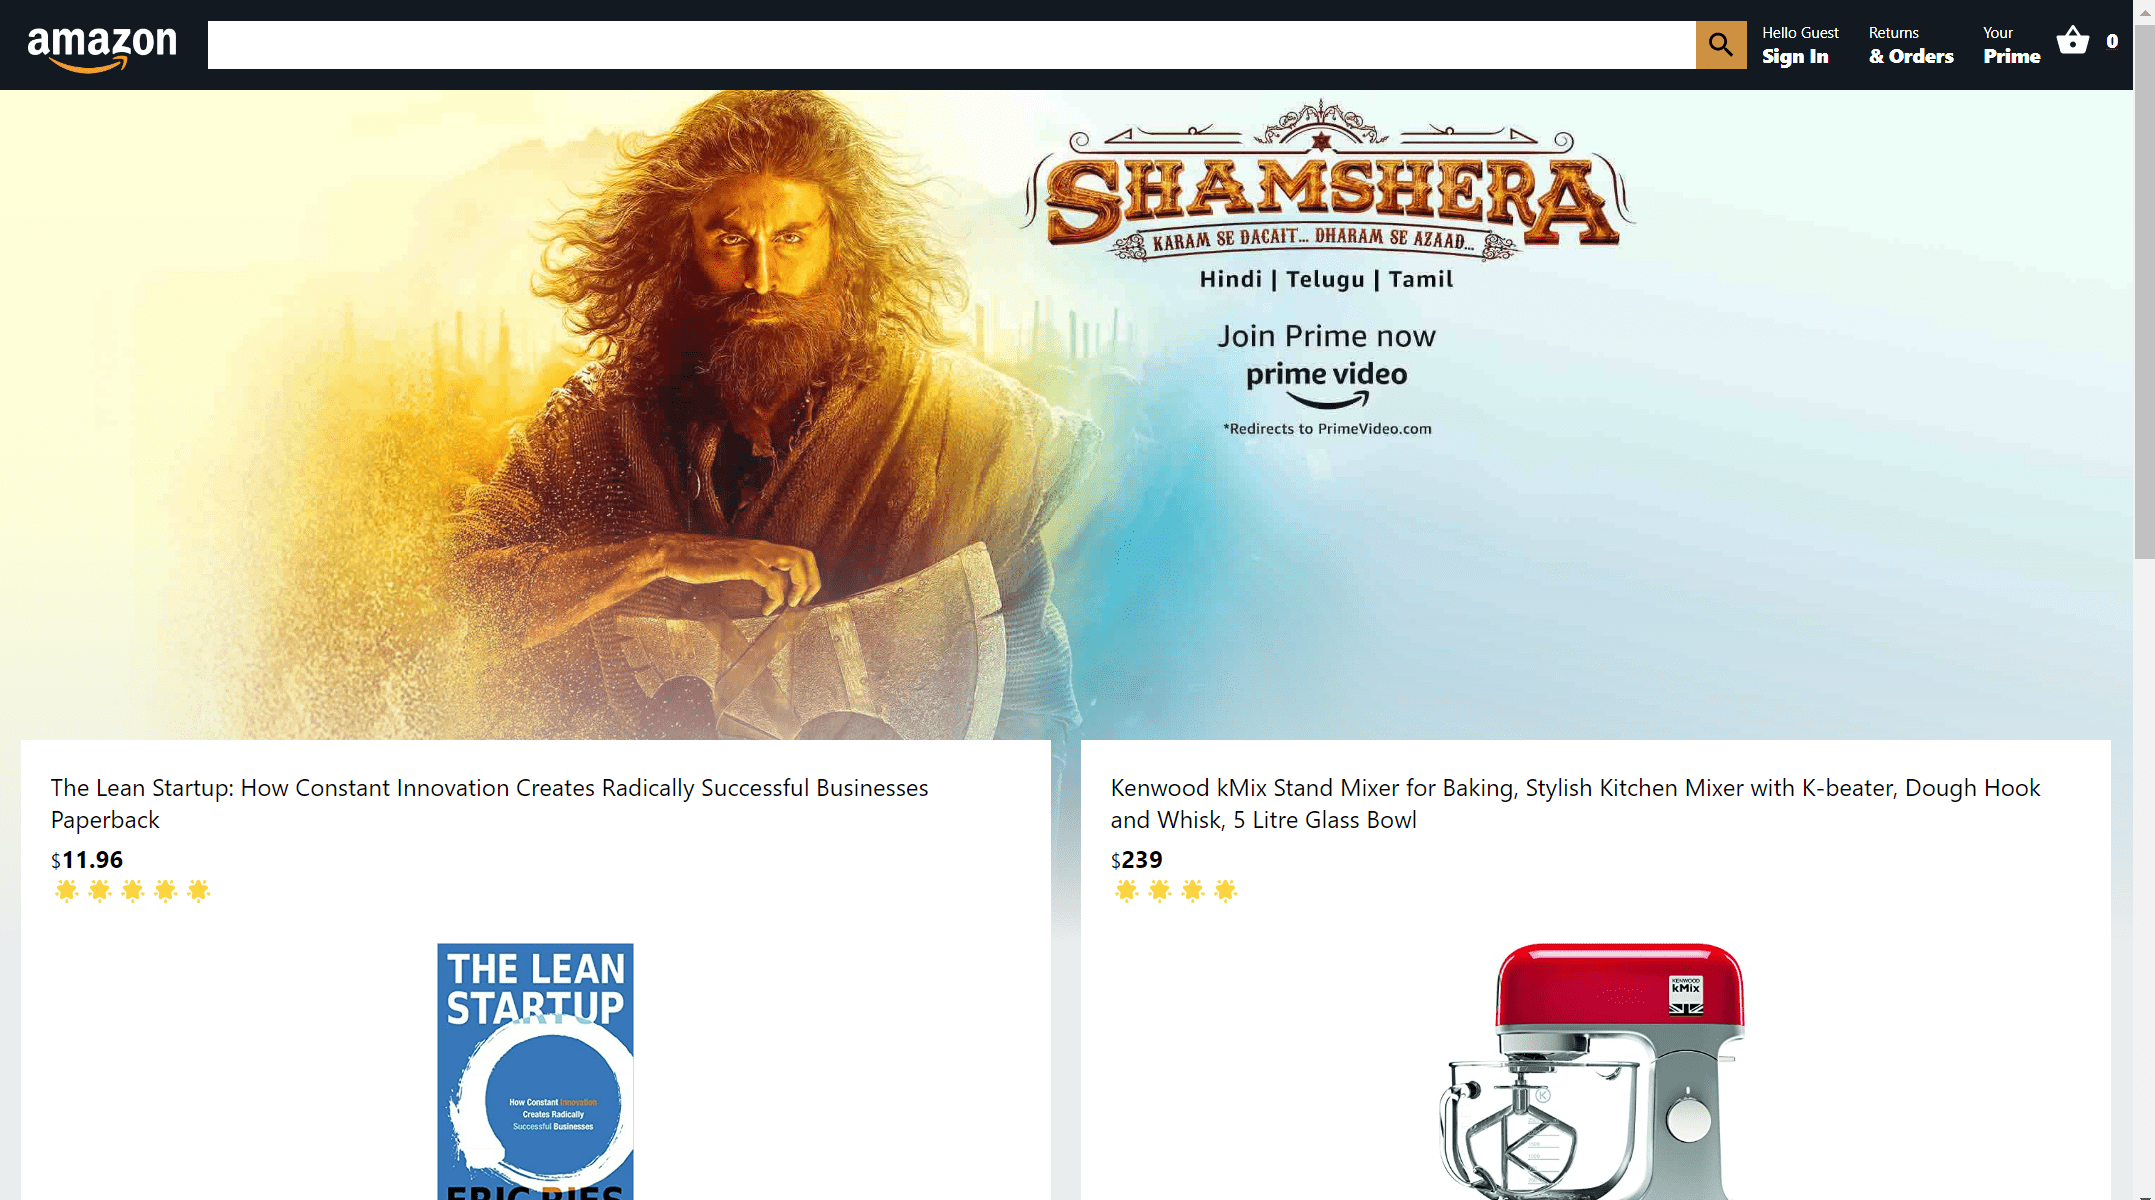 amazon
Hello Guest
Sign In
Returns
& Orders
Your
Prime
0
SHAMSHERA
KARAM SE DACAIT... DHARAM SE AZAAD...
Hindi | Telugu | Tamil
Join Prime now
prime video
*Redirects to PrimeVideo.com
The Lean Startup: How Constant Innovation Creates Radically Successful Businesses
Paperback
$11.96
THE LEAN
STARTUP
How Constant Innovation
Creates Radically
Successful Businesses
ERIC RIES
Kenwood kMix Stand Mixer for Baking, Stylish Kitchen Mixer with K-beater, Dough Hook
and Whisk, 5 Litre Glass Bowl
$239
KENWOOD
kMix
K